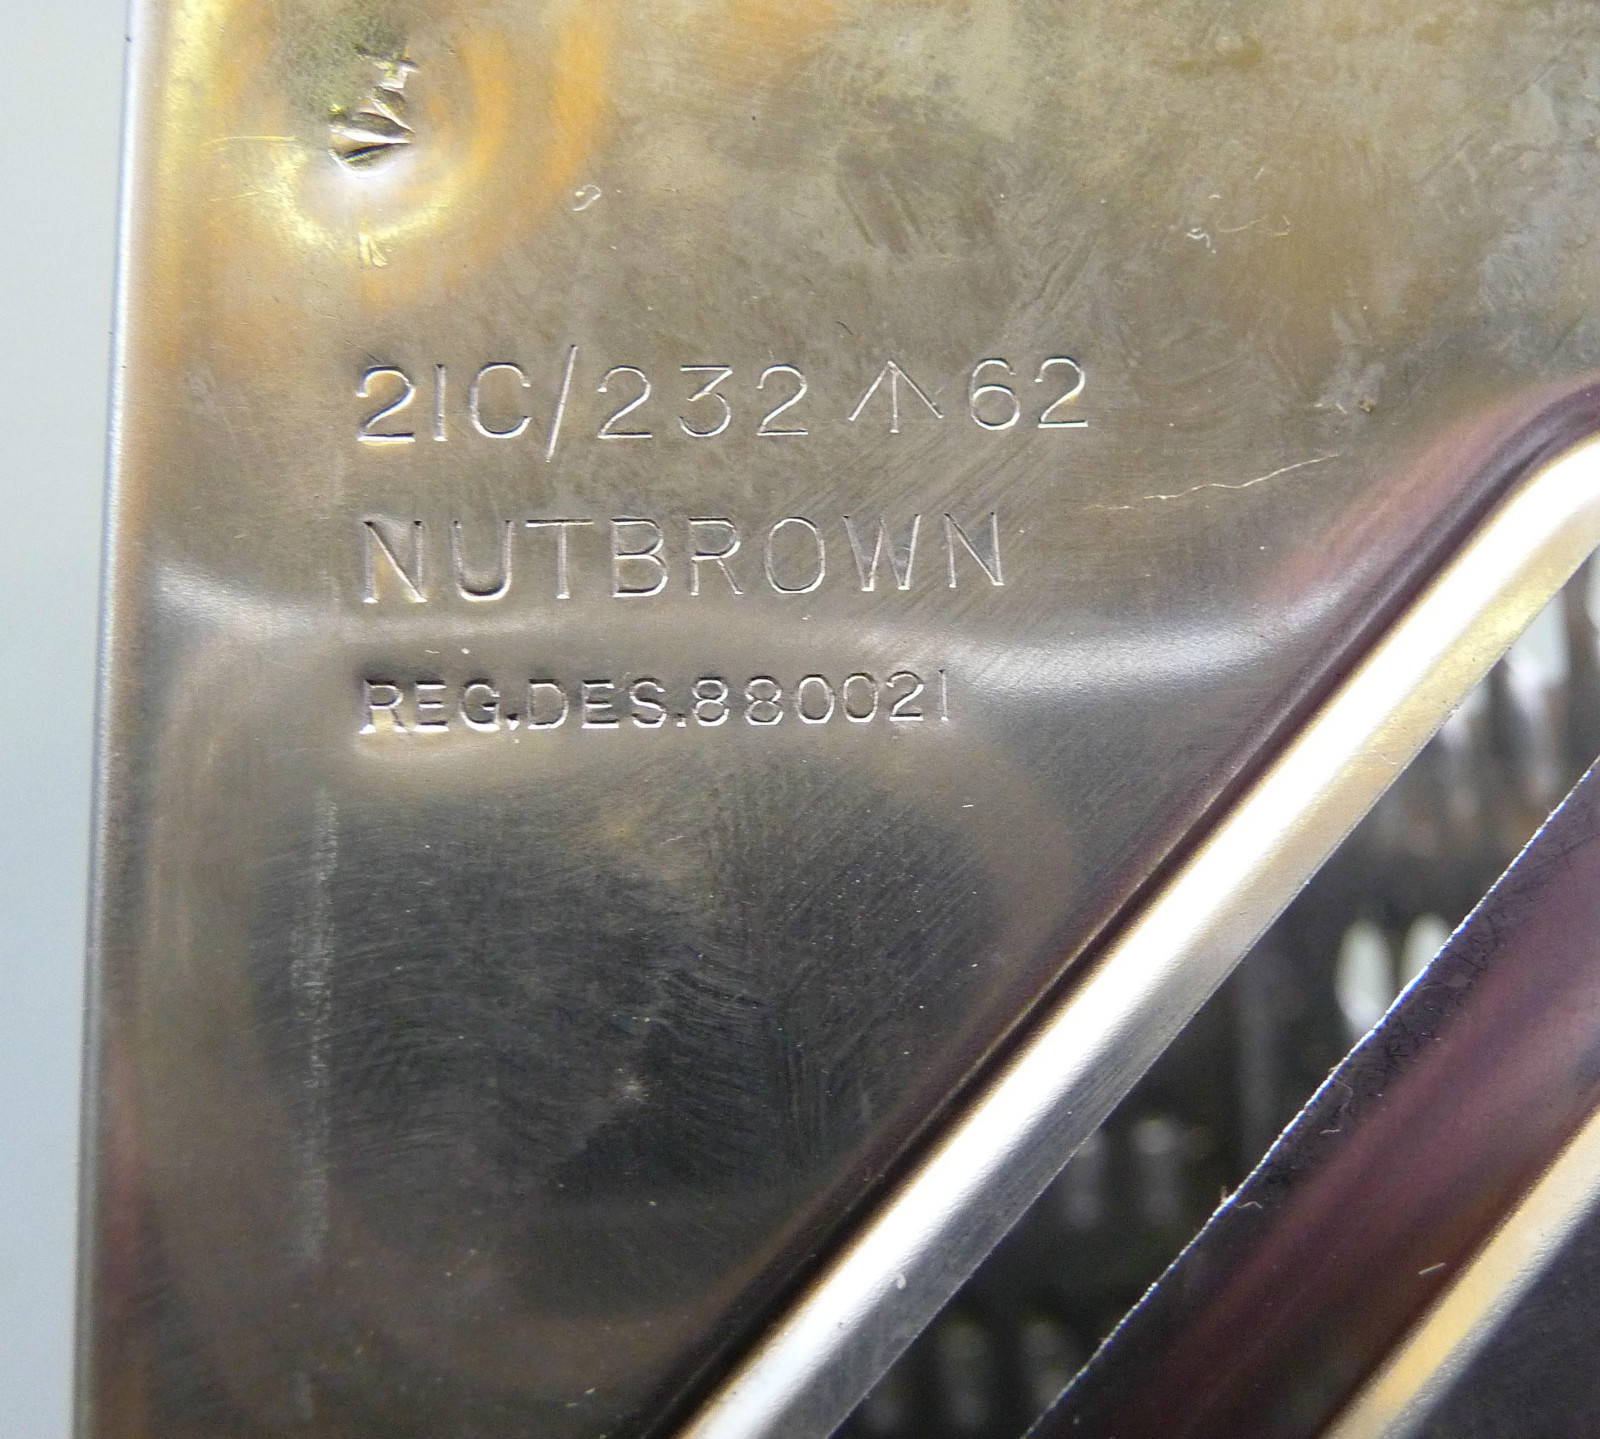 21C/232 ↑ 62
NUTBROWN
REG.DES.880021